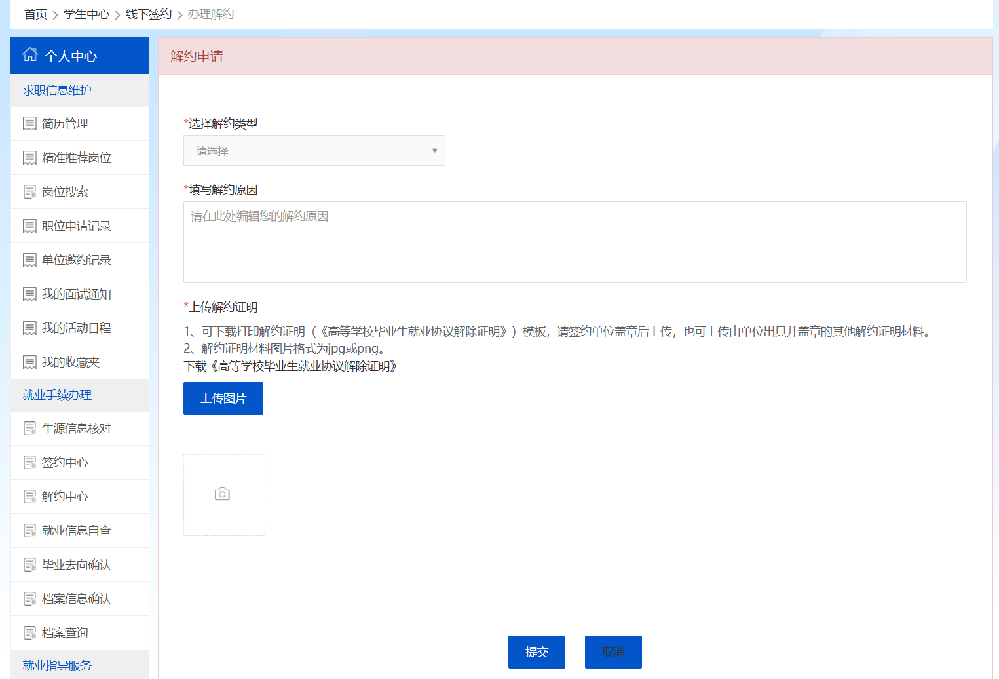 首页 > 学生中心 > 线下签约 > 办理解约
个人中心
求职信息维护
简历管理
精准推荐岗位
岗位搜索
职位申请记录
单位邀约记录
我的面试通知
我的活动日程
我的收藏夹
就业手续办理
生源信息核对
签约中心
解约中心
就业信息自查
毕业去向确认
档案信息确认
档案查询
就业指导服务
解约申请
*选择解约类型
请选择
*填写解约原因
请在此处编辑您的解约原因
*上传解约证明
1、可下载打印解约证明（《高等学校毕业生就业协议解除证明》）模板，请签约单位盖章后上传，也可上传由单位出具并盖章的其他解约证明材料。
2、解约证明材料图片格式为jpg或png。
下载《高等学校毕业生就业协议解除证明》
上传图片
提交
取消